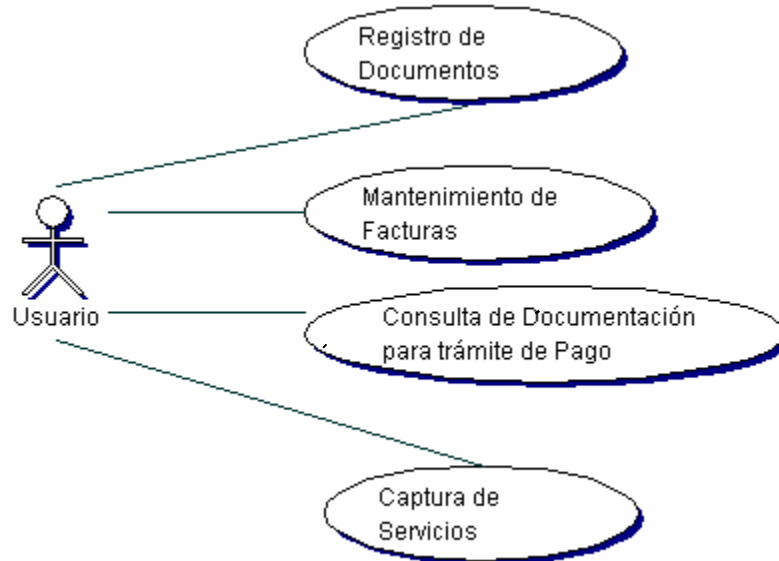 Registro de
Documentos
Mantenimiento de
Facturas
Usuario
Consulta de Documentación
para trámite de Pago
Captura de
Servicios